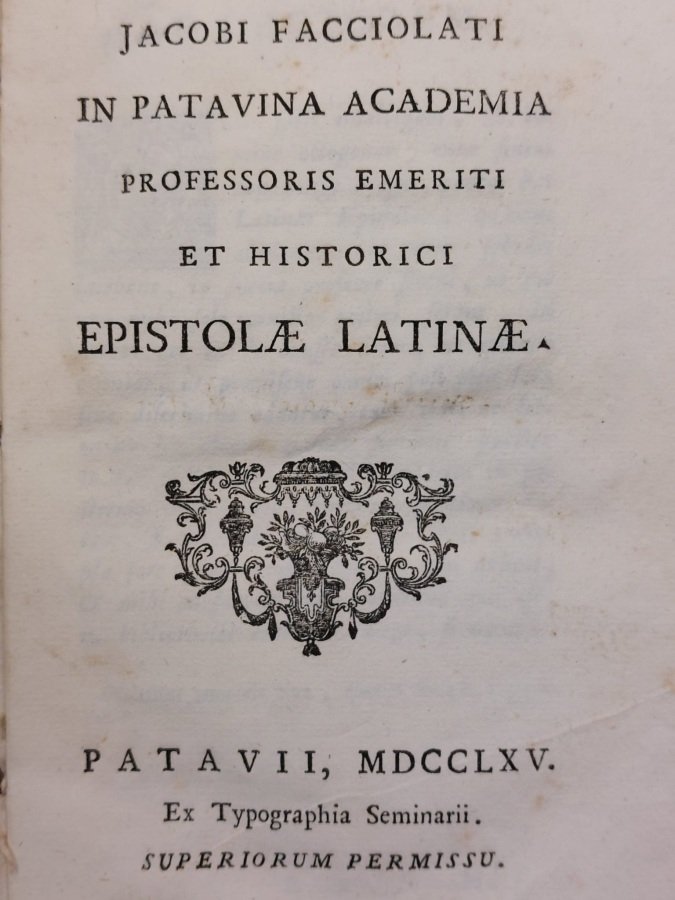 JACOBI FACCIOLATI
IN PATAVINA ACADEMIA
PROFESSORIS EMERITI
ET HISTORICI
EPISTOLÆ LATINÆ.
PATAVII, MDCCLXV.
Ex Typographia Seminarii.
SUPERIORUM PERMISSU.